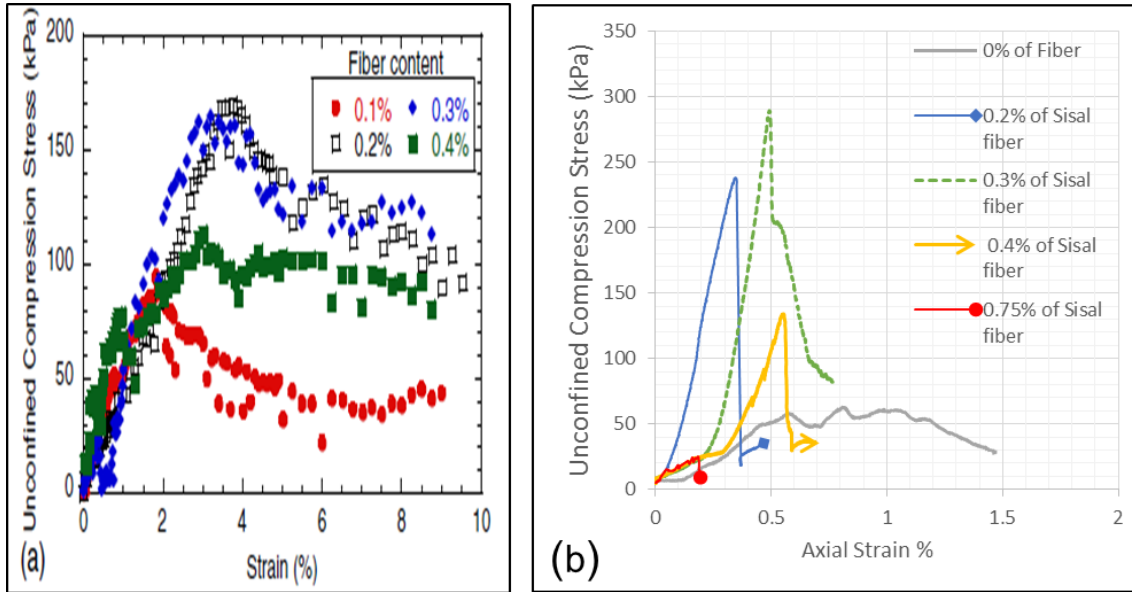 Unconfined Compression Stress (kPa)
200
150
100
50
0
Fiber content
0.1% 0.3%
0.2% 0.4%
0 2 4 6 8 10
Strain (%)
(a)
Unconfined Compression Stress (kPa)
350
300
250
200
150
100
50
0
0% of Fiber
0.2% of Sisal
fiber
0.3% of Sisal
fiber
0.4% of Sisal
fiber
0.75% of Sisal
fiber
0 0.5 1 1.5 2
Axial Strain %
(b)